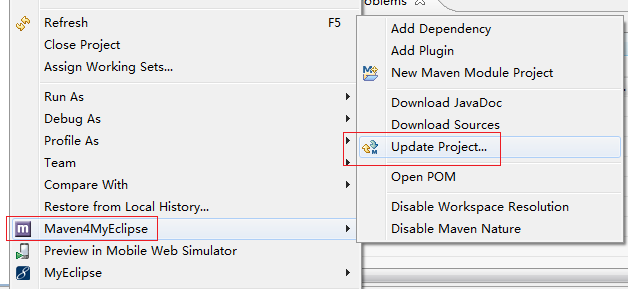 oblems
Refresh F5
Close Project
Assign Working Sets...
Run As
Debug As
Profile As
Team
Compare With
Restore from Local History...
Maven4MyEclipse
Preview in Mobile Web Simulator
MyEclipse
Add Dependency
Add Plugin
New Maven Module Project
Download JavaDoc
Download Sources
Update Project...
Open POM
Disable Workspace Resolution
Disable Maven Nature